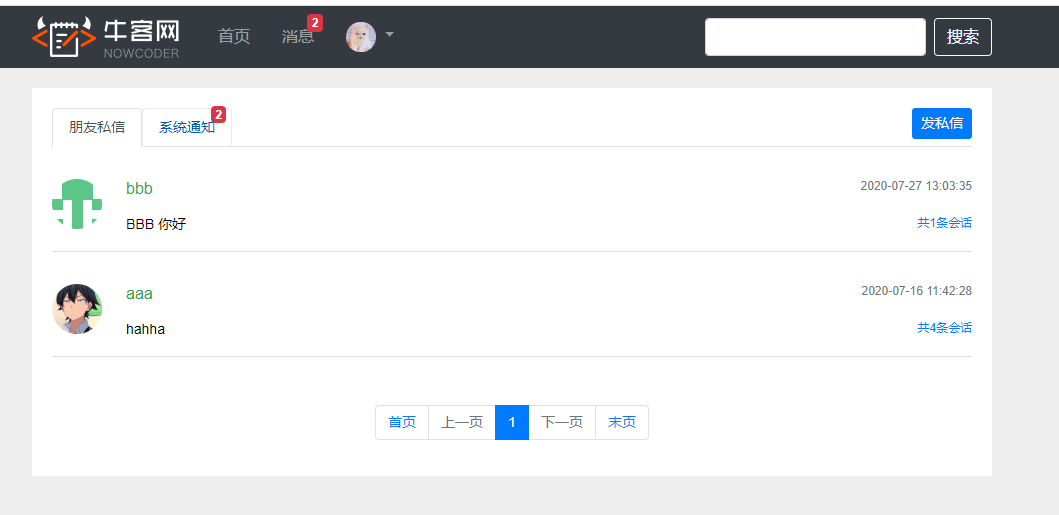 牛客网
NOWCODER
首页 消息 2 搜索
朋友私信 系统通知 2 发私信
bbb 2020-07-27 13:03:35
BBB 你好 共1条会话
aaa 2020-07-16 11:42:28
hahha 共4条会话
首页 上一页 1 下一页 末页